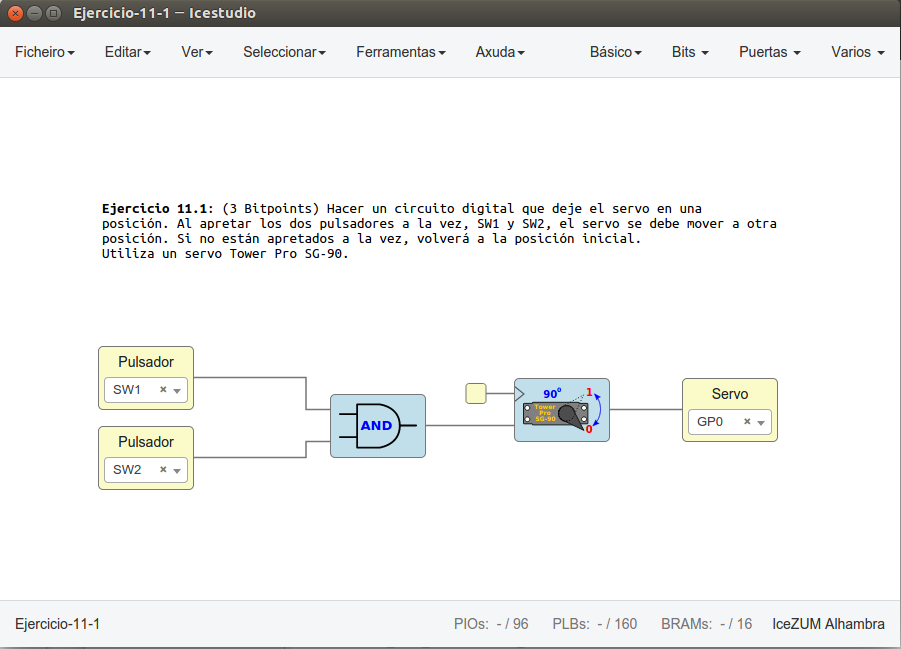 Ejercicio-11-1 — Icestudio
Ficheiro Editar Ver Seleccionar Ferramentas Axuda Básico Bits Puertas Varios
Ejercicio 11.1: (3 Bitpoints) Hacer un circuito digital que deje el servo en una
posición. Al apretar los dos pulsadores a la vez, SW1 y SW2, el servo se debe mover a otra
posición. Si no están apretados a la vez, volverá a la posición inicial.
Utiliza un servo Tower Pro SG-90.
Pulsador
SW1
Pulsador
SW2
AND
90º
1
Tower
Pro
SG-90
0
Servo
GP0
Ejercicio-11-1 PIOs: - / 96 PLBs: - / 160 BRAMs: - / 16 IceZUM Alhambra